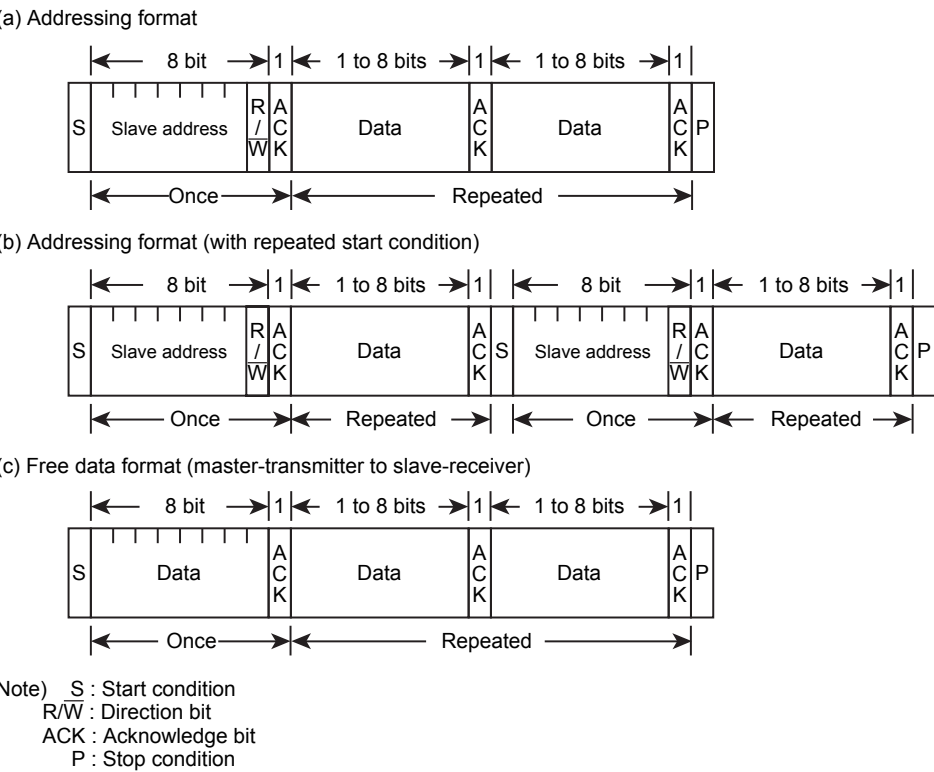 (a) Addressing format
8 bit 1 1 to 8 bits 1 1 to 8 bits 1
S Slave address R/W ACK Data ACK Data ACK P
Once Repeated
(b) Addressing format (with repeated start condition)
8 bit 1 1 to 8 bits 1 8 bit 1 1 to 8 bits 1
S Slave address R/W ACK Data ACK S Slave address R/W ACK Data ACK P
Once Repeated Once Repeated
(c) Free data format (master-transmitter to slave-receiver)
8 bit 1 1 to 8 bits 1 1 to 8 bits 1
S Data ACK Data ACK Data ACK P
Once Repeated
Note) S : Start condition
R/W : Direction bit
ACK : Acknowledge bit
P : Stop condition